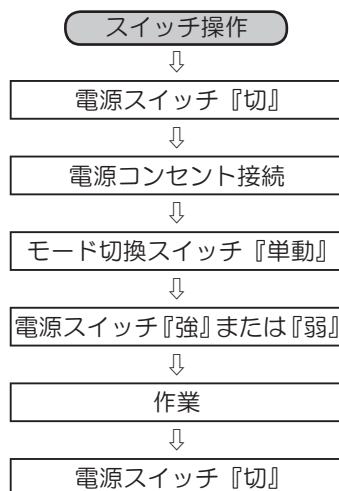 スイッチ操作
⇩
電源スイッチ『切』
⇩
電源コンセント接続
⇩
モード切換スイッチ『単動』
⇩
電源スイッチ『強』または『弱』
⇩
作業
⇩
電源スイッチ『切』